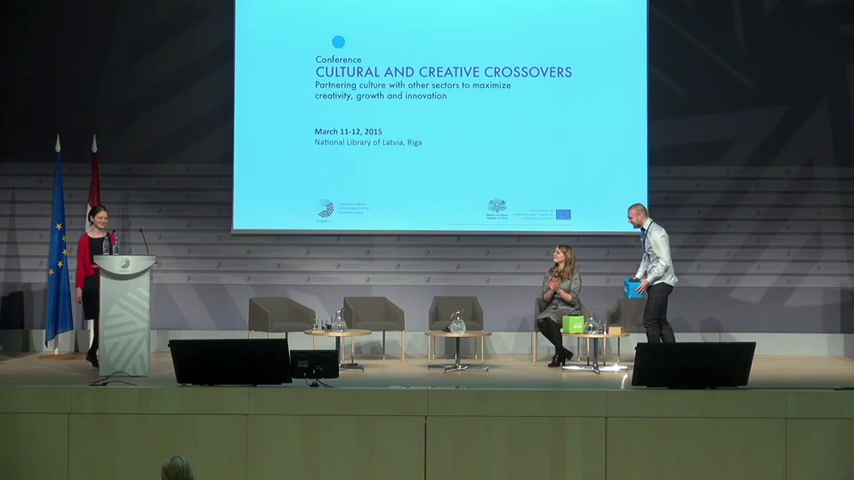 Conference
CULTURAL AND CREATIVE CROSSOVERS
Partnering culture with other sectors to maximize
creativity, growth and innovation
March 11-12, 2015
National Library of Latvia, Riga